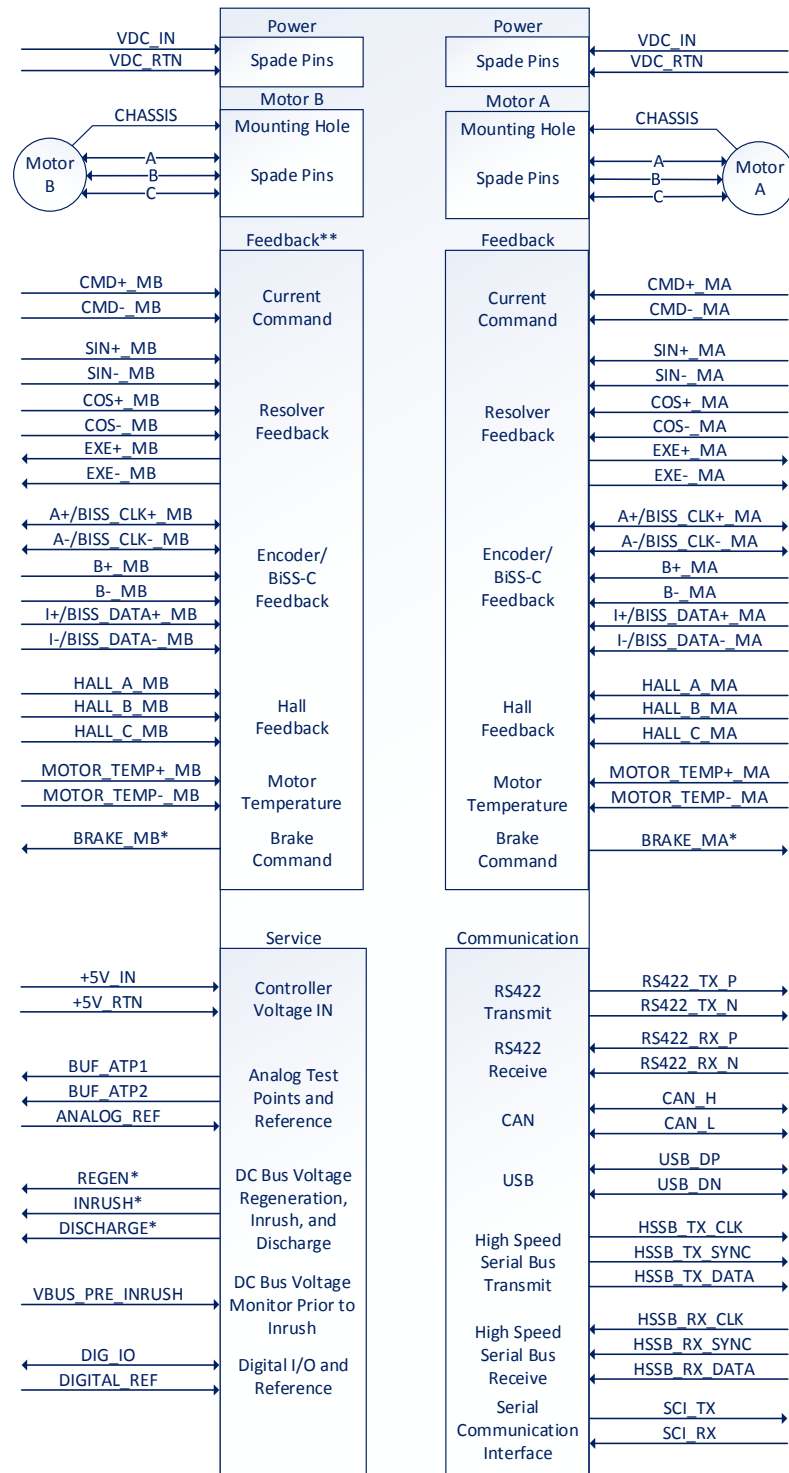 Power
VDC_IN
VDC_RTN
Spade Pins
Motor B
CHASSIS
Mounting Hole
Motor
B
A
B
C
Spade Pins
Feedback**
CMD+_MB
CMD-_MB
Current
Command
SIN+_MB
SIN-_MB
COS+_MB
COS-_MB
EXE+_MB
EXE-_MB
Resolver
Feedback
A+/BISS_CLK+_MB
A-/BISS_CLK-_MB
B+_MB
B-_MB
I+/BISS_DATA+_MB
I-/BISS_DATA-_MB
Encoder/
BiSS-C
Feedback
HALL_A_MB
HALL_B_MB
HALL_C_MB
Hall
Feedback
MOTOR_TEMP+_MB
MOTOR_TEMP-_MB
Motor
Temperature
BRAKE_MB*
Brake
Command
Service
+5V_IN
+5V_RTN
Controller
Voltage IN
BUF_ATP1
BUF_ATP2
ANALOG_REF
Analog Test
Points and
Reference
REGEN*
INRUSH*
DISCHARGE*
DC Bus Voltage
Regeneration,
Inrush, and
Discharge
VBUS_PRE_INRUSH
DC Bus Voltage
Monitor Prior to
Inrush
DIG_IO
DIGITAL_REF
Digital I/O and
Reference
Power
Spade Pins
VDC_IN
VDC_RTN
Motor A
Mounting Hole
CHASSIS
Spade Pins
A
B
C
Motor
A
Feedback
Current
Command
CMD+_MA
CMD-_MA
Resolver
Feedback
SIN+_MA
SIN-_MA
COS+_MA
COS-_MA
EXE+_MA
EXE-_MA
Encoder/
BiSS-C
Feedback
A+/BISS_CLK+_MA
A-/BISS_CLK-_MA
B+_MA
B-_MA
I+/BISS_DATA+_MA
I-/BISS_DATA-_MA
Hall
Feedback
HALL_A_MA
HALL_B_MA
HALL_C_MA
Motor
Temperature
MOTOR_TEMP+_MA
MOTOR_TEMP-_MA
Brake
Command
BRAKE_MA*
Communication
RS422
Transmit
RS422_TX_P
RS422_TX_N
RS422
Receive
RS422_RX_P
RS422_RX_N
CAN
CAN_H
CAN_L
USB
USB_DP
USB_DN
High Speed
Serial Bus
Transmit
HSSB_TX_CLK
HSSB_TX_SYNC
HSSB_TX_DATA
High Speed
Serial Bus
Receive
HSSB_RX_CLK
HSSB_RX_SYNC
HSSB_RX_DATA
Serial
Communication
Interface
SCI_TX
SCI_RX